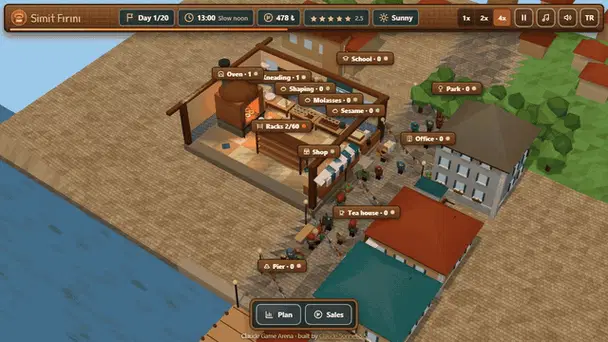 Simit Fırını
Day 1/20
13:00 Slow noon
478 ₺
2.5
Sunny
1x
2x
4x
TR
School · 0
Oven · 1
Kneading · 1
Shaping · 0
Park · 0
Molasses · 0
Sesame · 0
Racks 2/60
Office · 0
Shop
Tea house · 0
Pier · 0
Plan
Sales
Claude Game Arena · built by Claude